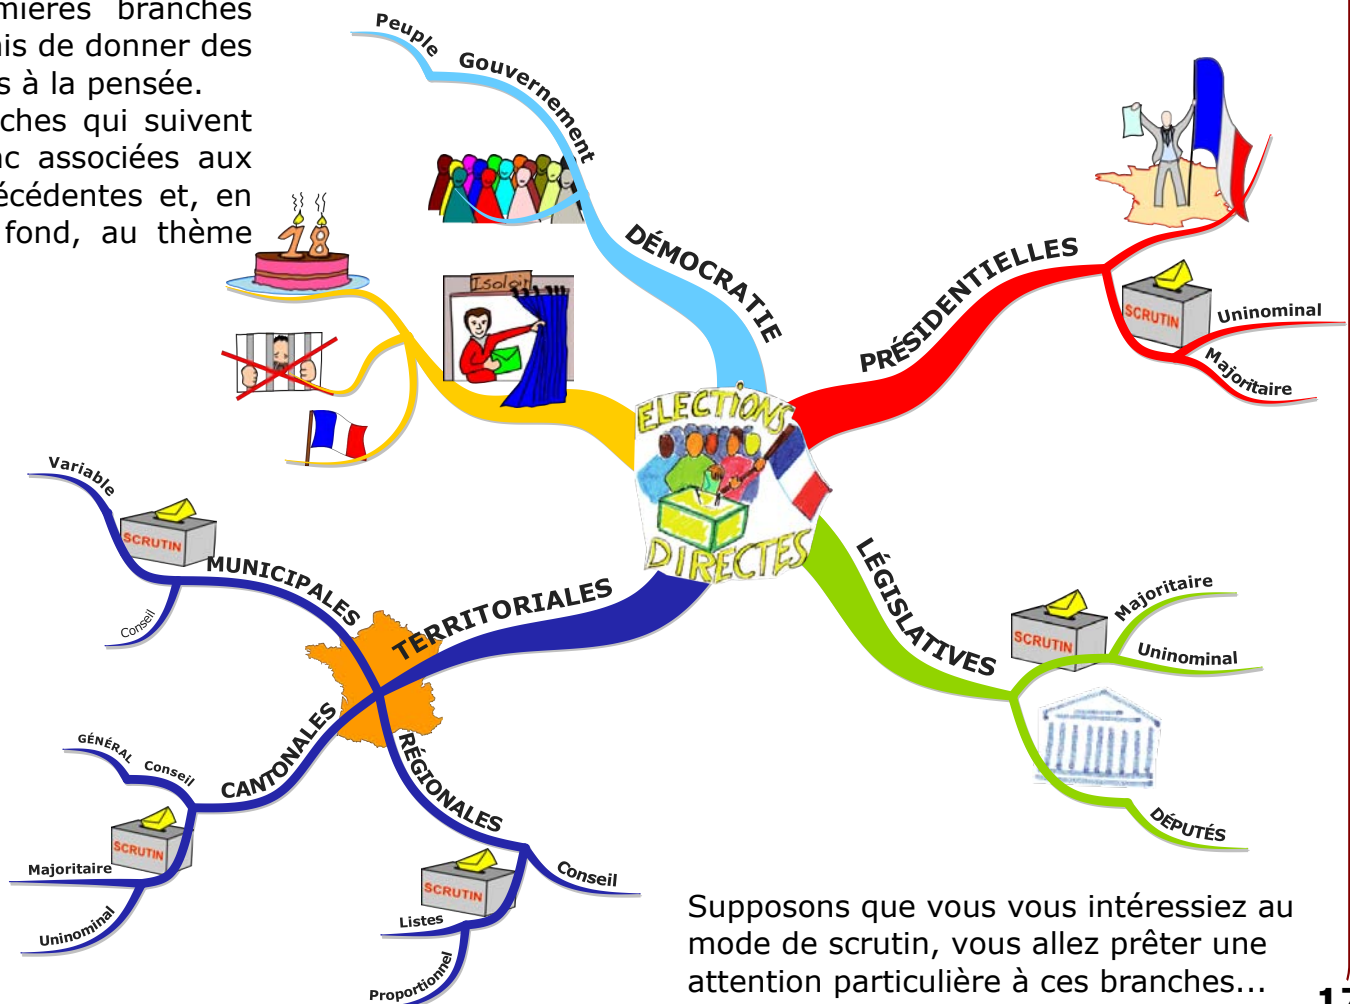 mières branches
is de donner des
s à la pensée.
ches qui suivent
c associées aux
écédentes et, en
fond, au thème
Peuple
Gouvernement
DÉMOCRATIE
18
Isoloir
ELECTIONS
DIRECTES
PRÉSIDENTIELLES
SCRUTIN
Uninominal
Majoritaire
LÉGISLATIVES
SCRUTIN
Majoritaire
Uninominal
DÉPUTÉS
TERRITORIALES
MUNICIPALES
Variable
SCRUTIN
Conseil
CANTONALES
GÉNÉRAL
Conseil
SCRUTIN
Majoritaire
Uninominal
RÉGIONALES
SCRUTIN
Conseil
Listes
Proportionnel
Supposons que vous vous intéressiez au
mode de scrutin, vous allez prêter une
attention particulière à ces branches...